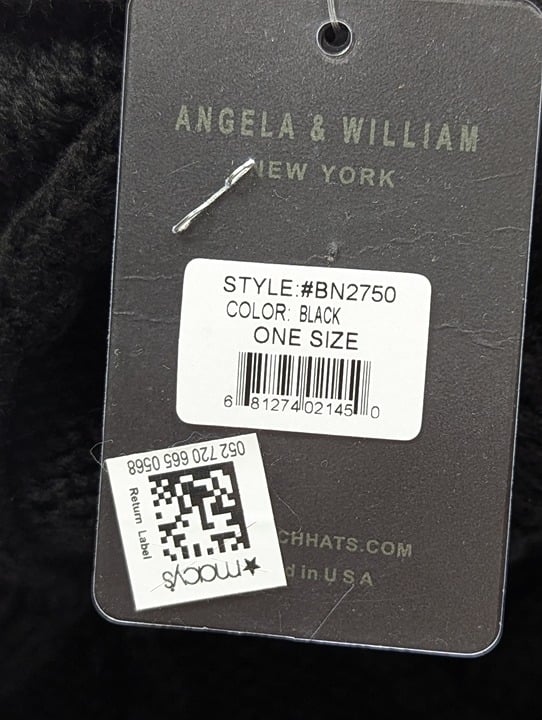 ANGELA & WILLIAM
NEW YORK
STYLE:#BN2750
COLOR: BLACK
ONE SIZE
6 81274 02145 0
052 720 665 0568
Return Label
macy's
CHHATS.COM
d in USA